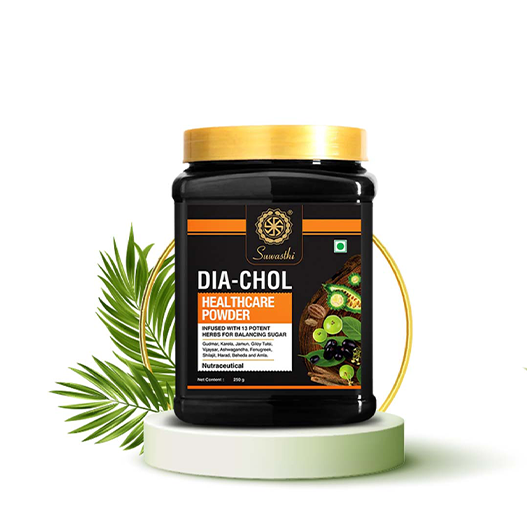 ®
Suwasthi
DIA-CHOL
HEALTHCARE
POWDER
INFUSED WITH 13 POTENT
HERBS FOR BALANCING SUGAR
Gudmar, Karela, Jamun, Giloy, Tulsi,
Vijaysar, Ashwagandha, Fenugreek,
Shilajit, Harad, Baheda and Amla.
Nutraceutical
Net Content : 250 g